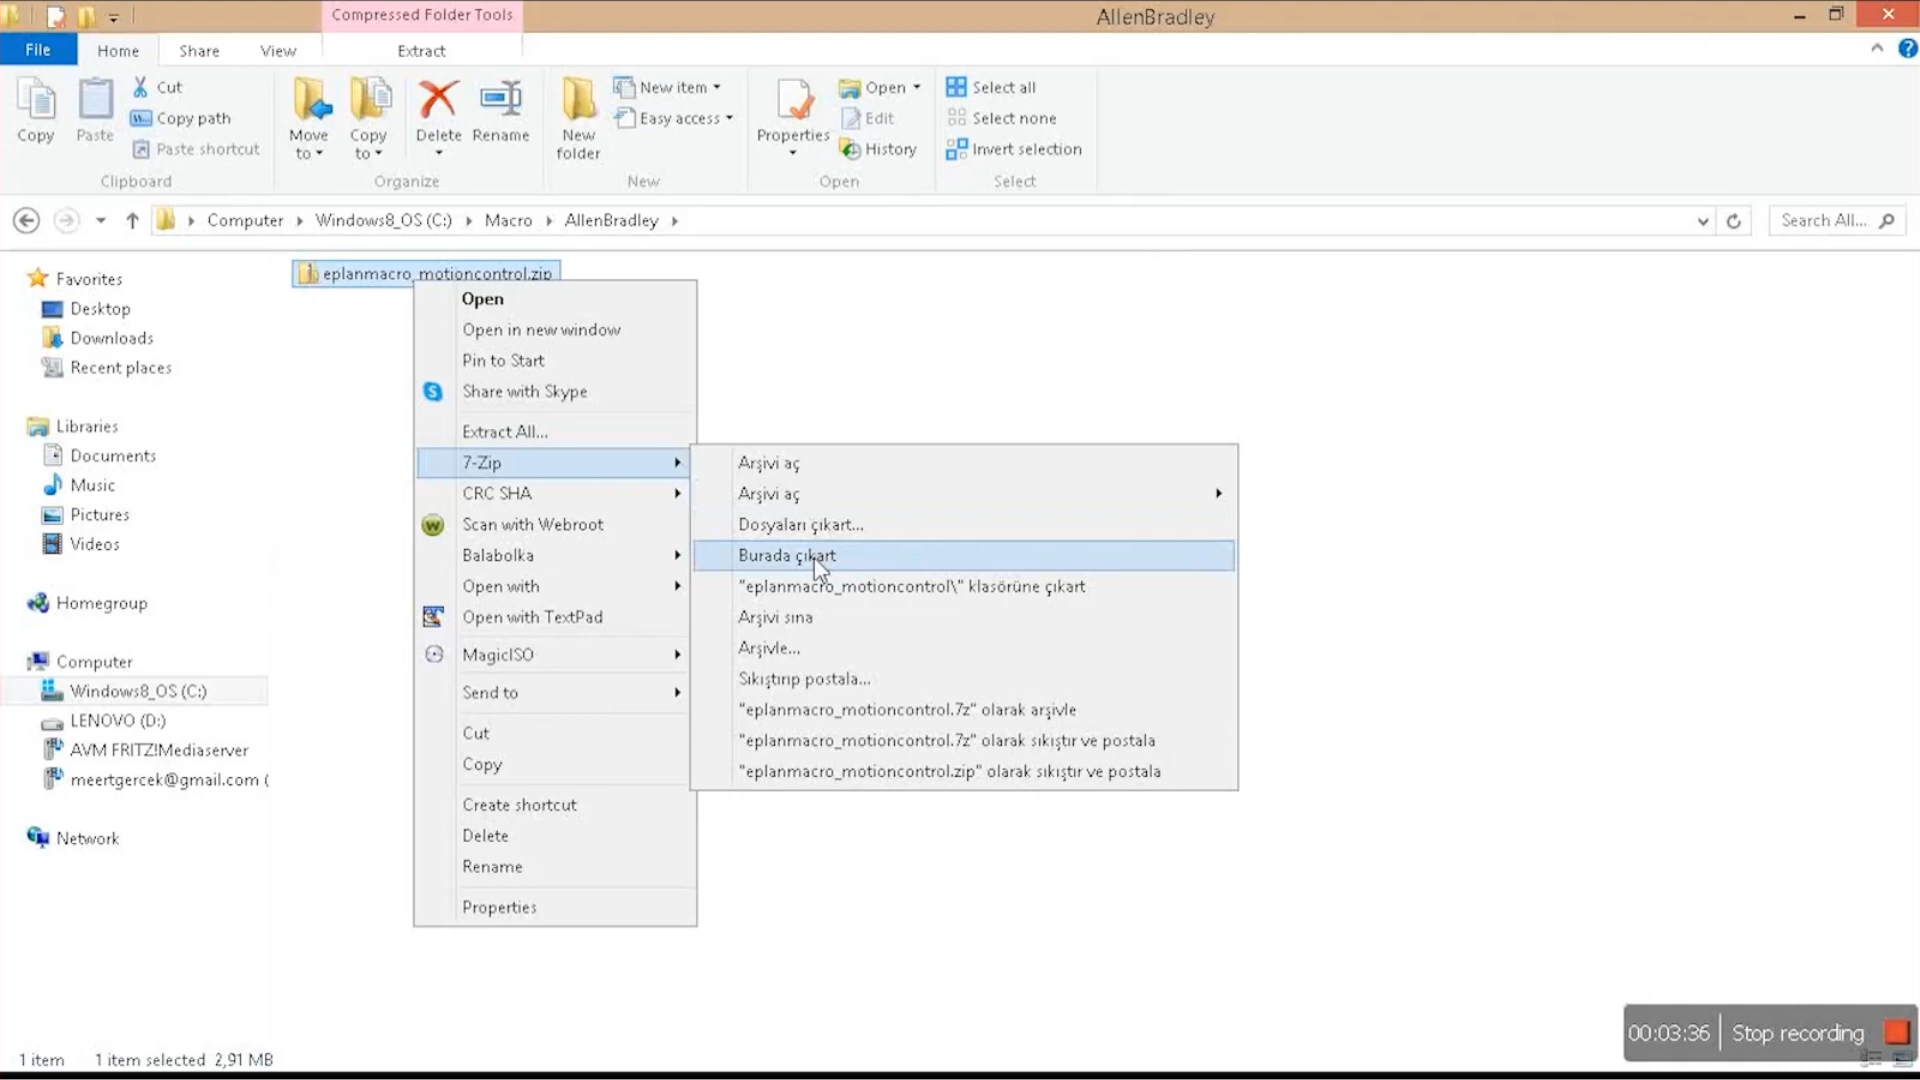 Compressed Folder Tools
AllenBradley
File
Home
Share
View
Extract
Copy
Paste
Cut
Copy path
Paste shortcut
Clipboard
Move to
Copy to
Delete
Rename
Organize
New folder
New item
Easy access
New
Properties
Open
Edit
History
Open
Select all
Select none
Invert selection
Select
Computer
Windows8_OS (C:)
Macro
AllenBradley
Search All...
Favorites
Desktop
Downloads
Recent places
Libraries
Documents
Music
Pictures
Videos
Homegroup
Computer
Windows8_OS (C:)
LENOVO (D:)
AVM FRITZ!Mediaserver
meertgercek@gmail.com (
Network
eplanmacro_motioncontrol.zip
Open
Open in new window
Pin to Start
Share with Skype
Extract All...
7-Zip
CRC SHA
Scan with Webroot
Balabolka
Open with
Open with TextPad
MagicISO
Send to
Cut
Copy
Create shortcut
Delete
Rename
Properties
Arşivi aç
Arşivi aç
Dosyaları çıkart...
Burada çıkart
"eplanmacro_motioncontrol\" klasörüne çıkart
Arşivi sına
Arşivle...
Sıkıştırıp postala...
"eplanmacro_motioncontrol.7z" olarak arşivle
"eplanmacro_motioncontrol.7z" olarak sıkıştır ve postala
"eplanmacro_motioncontrol.zip" olarak sıkıştır ve postala
00:03:36
Stop recording
1 item
1 item selected 2,91 MB